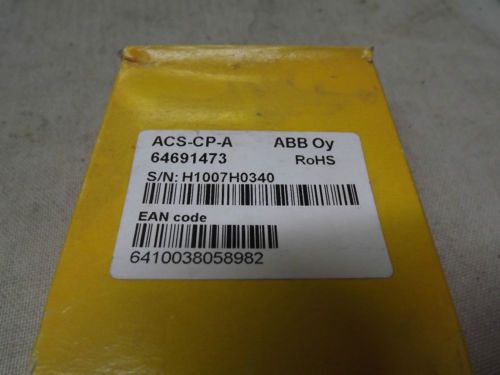 ACS-CP-A ABB Oy
64691473 RoHS
S/N: H1007H0340
EAN code
6410038058982